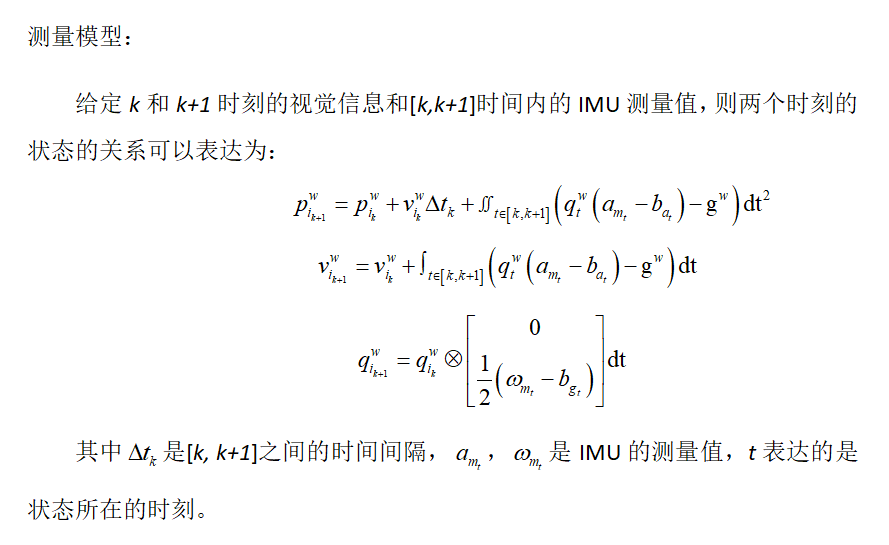 测量模型：
给定 k 和 k+1 时刻的视觉信息和[k,k+1]时间内的 IMU 测量值，则两个时刻的
状态的关系可以表达为：
$p_{i_{k+1}}^{w} = p_{i_k}^{w} + v_{i_k}^{w} \Delta t_k + \iint_{t \in [k,k+1]} \left( q_t^{w} \left( a_{m_t} - b_{a_t} \right) - \mathrm{g}^{w} \right) \mathrm{dt}^2$
$v_{i_{k+1}}^{w} = v_{i_k}^{w} + \int_{t \in [k,k+1]} \left( q_t^{w} \left( a_{m_t} - b_{a_t} \right) - \mathrm{g}^{w} \right) \mathrm{dt}$
$q_{i_{k+1}}^{w} = q_{i_k}^{w} \otimes \begin{bmatrix} 0 \\ \frac{1}{2} \left( \omega_{m_t} - b_{g_t} \right) \end{bmatrix} \mathrm{dt}$
其中 $\Delta t_k$ 是[k, k+1]之间的时间间隔， $a_{m_t}$ ， $\omega_{m_t}$ 是 IMU 的测量值，t 表达的是
状态所在的时刻。